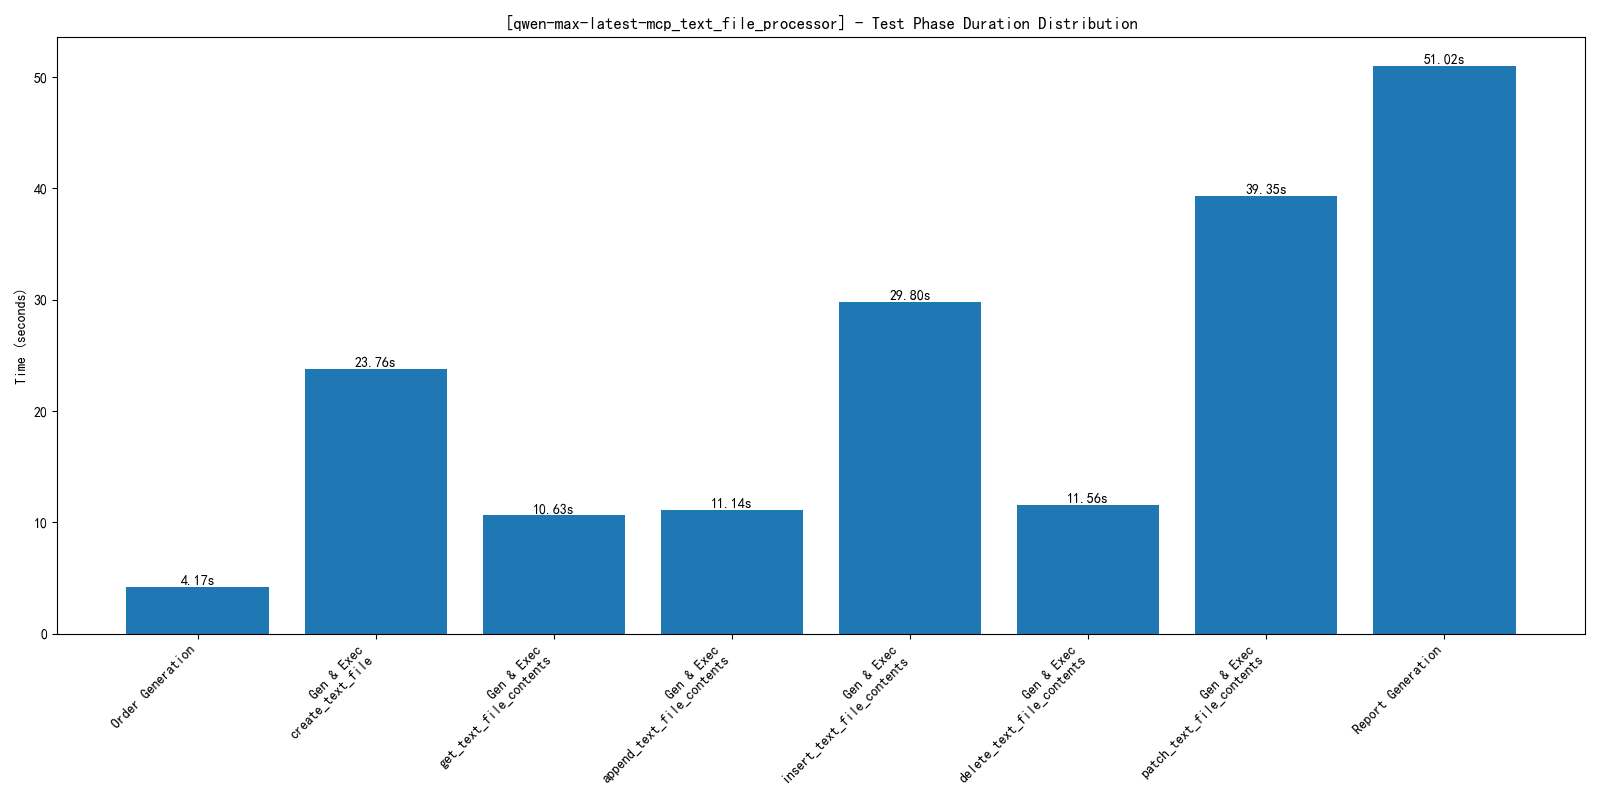 [qwen-max-latest-mcp_text_file_processor] - Test Phase Duration Distribution
Time (seconds)
50
40
30
20
10
0
4.17s
23.76s
10.63s
11.14s
29.80s
11.56s
39.35s
51.02s
Order Generation
Gen & Exec
create_text_file
Gen & Exec
get_text_file_contents
Gen & Exec
append_text_file_contents
Gen & Exec
insert_text_file_contents
Gen & Exec
delete_text_file_contents
Gen & Exec
patch_text_file_contents
Report Generation